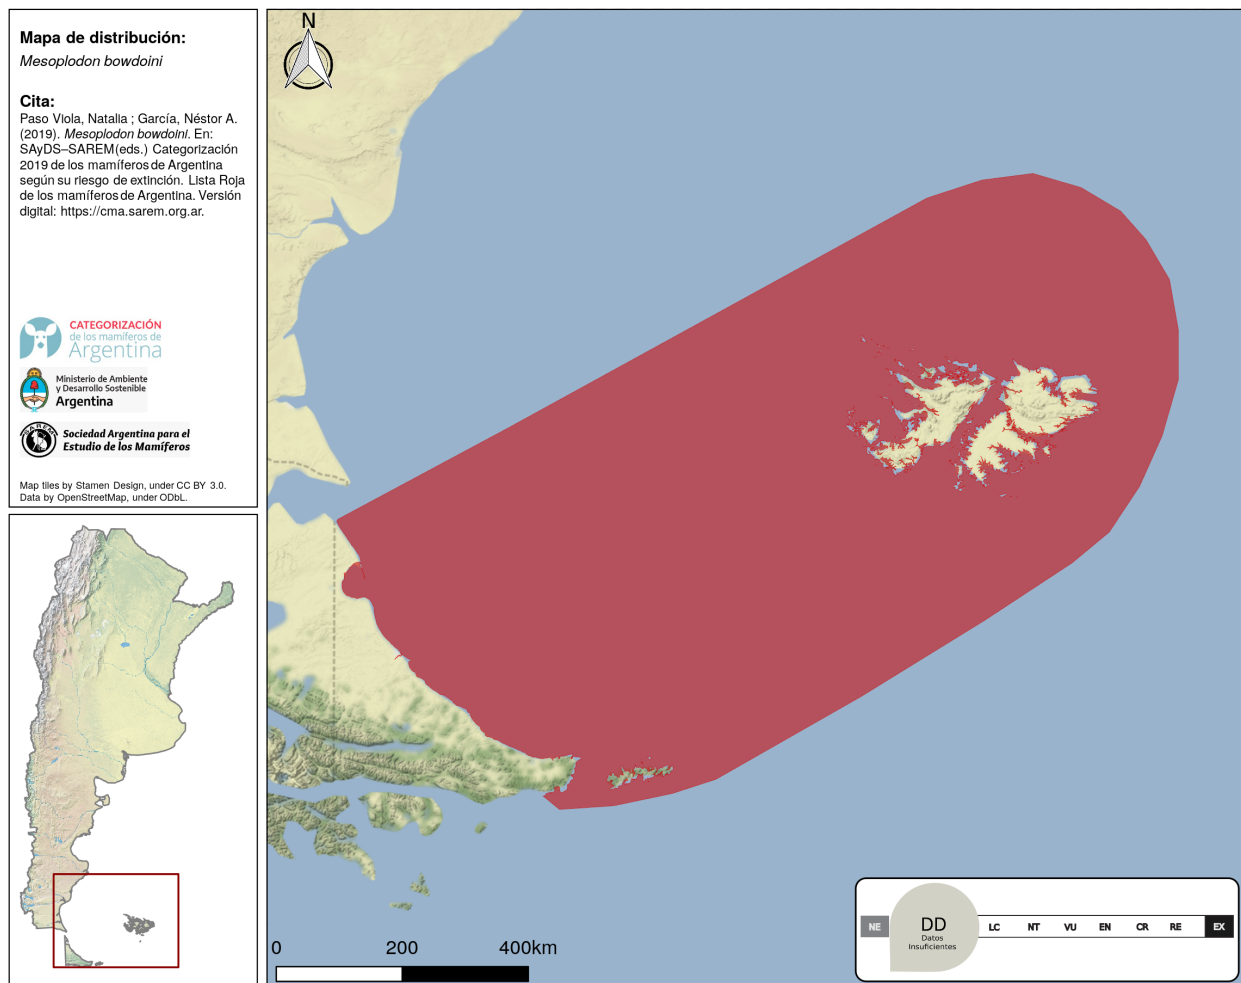 Mapa de distribución:
Mesoplodon bowdoini
Cita:
Paso Viola, Natalia ; García, Néstor A.
(2019). Mesoplodon bowdoini. En:
SAyDS–SAREM(eds.) Categorización
2019 de los mamíferos de Argentina
según su riesgo de extinción. Lista Roja
de los mamíferos de Argentina. Versión
digital: https://cma.sarem.org.ar.
CATEGORIZACIÓN
de los mamíferos de
Argentina
Ministerio de Ambiente
y Desarrollo Sostenible
Argentina
SAREM
Sociedad Argentina para el
Estudio de los Mamíferos
Map tiles by Stamen Design, under CC BY 3.0.
Data by OpenStreetMap, under ODbL.
N
0 200 400km
NE DD LC NT VU EN CR RE EX
Datos
Insuficientes